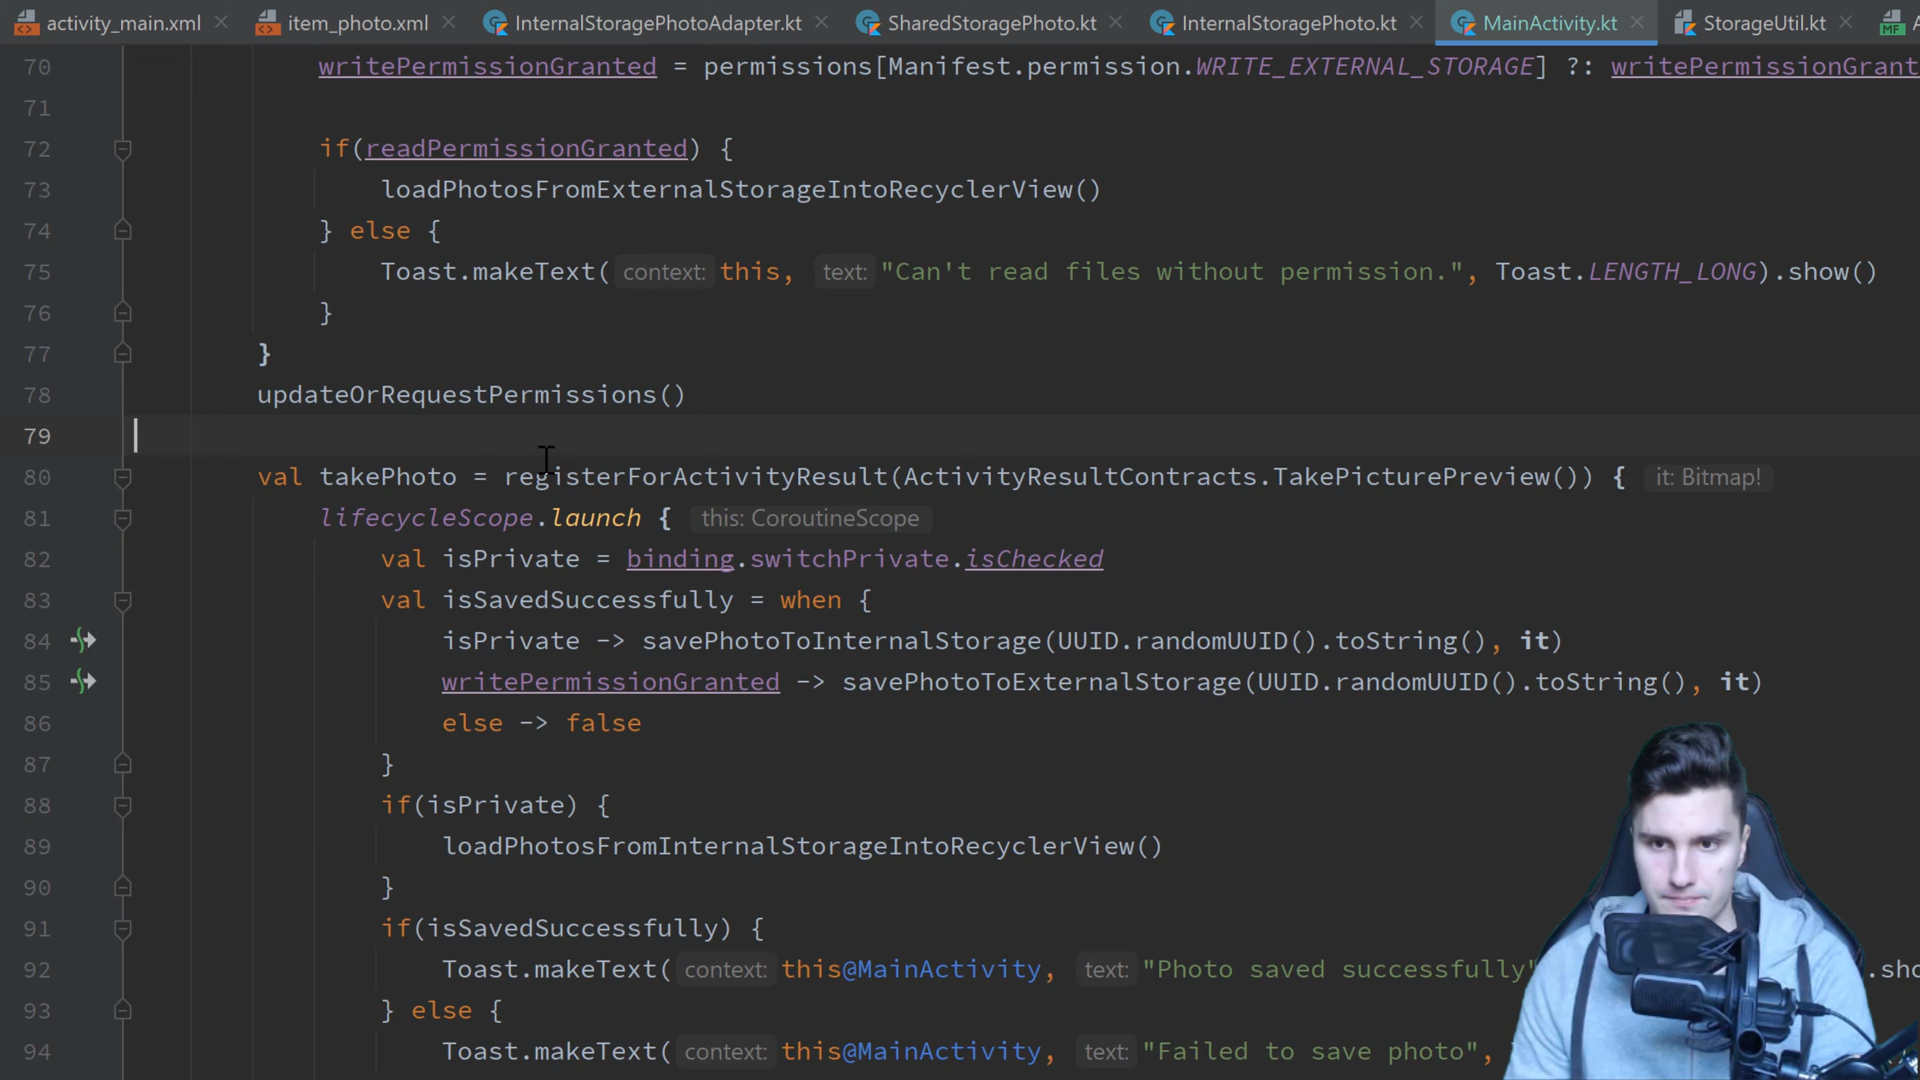 activity_main.xml item_photo.xml InternalStoragePhotoAdapter.kt SharedStoragePhoto.kt InternalStoragePhoto.kt MainActivity.kt StorageUtil.kt
70 writePermissionGranted = permissions[Manifest.permission.WRITE_EXTERNAL_STORAGE] ?: writePermissionGrant
71
72 if(readPermissionGranted) {
73 loadPhotosFromExternalStorageIntoRecyclerView()
74 } else {
75 Toast.makeText( context: this, text: "Can't read files without permission.", Toast.LENGTH_LONG).show()
76 }
77 }
78 updateOrRequestPermissions()
79
80 val takePhoto = registerForActivityResult(ActivityResultContracts.TakePicturePreview()) { it: Bitmap!
81 lifecycleScope.launch { this: CoroutineScope
82 val isPrivate = binding.switchPrivate.isChecked
83 val isSavedSuccessfully = when {
84 isPrivate -> savePhotoToInternalStorage(UUID.randomUUID().toString(), it)
85 writePermissionGranted -> savePhotoToExternalStorage(UUID.randomUUID().toString(), it)
86 else -> false
87 }
88 if(isPrivate) {
89 loadPhotosFromInternalStorageIntoRecyclerView()
90 }
91 if(isSavedSuccessfully) {
92 Toast.makeText( context: this@MainActivity, text: "Photo saved successfully" .sho
93 } else {
94 Toast.makeText( context: this@MainActivity, text: "Failed to save photo",